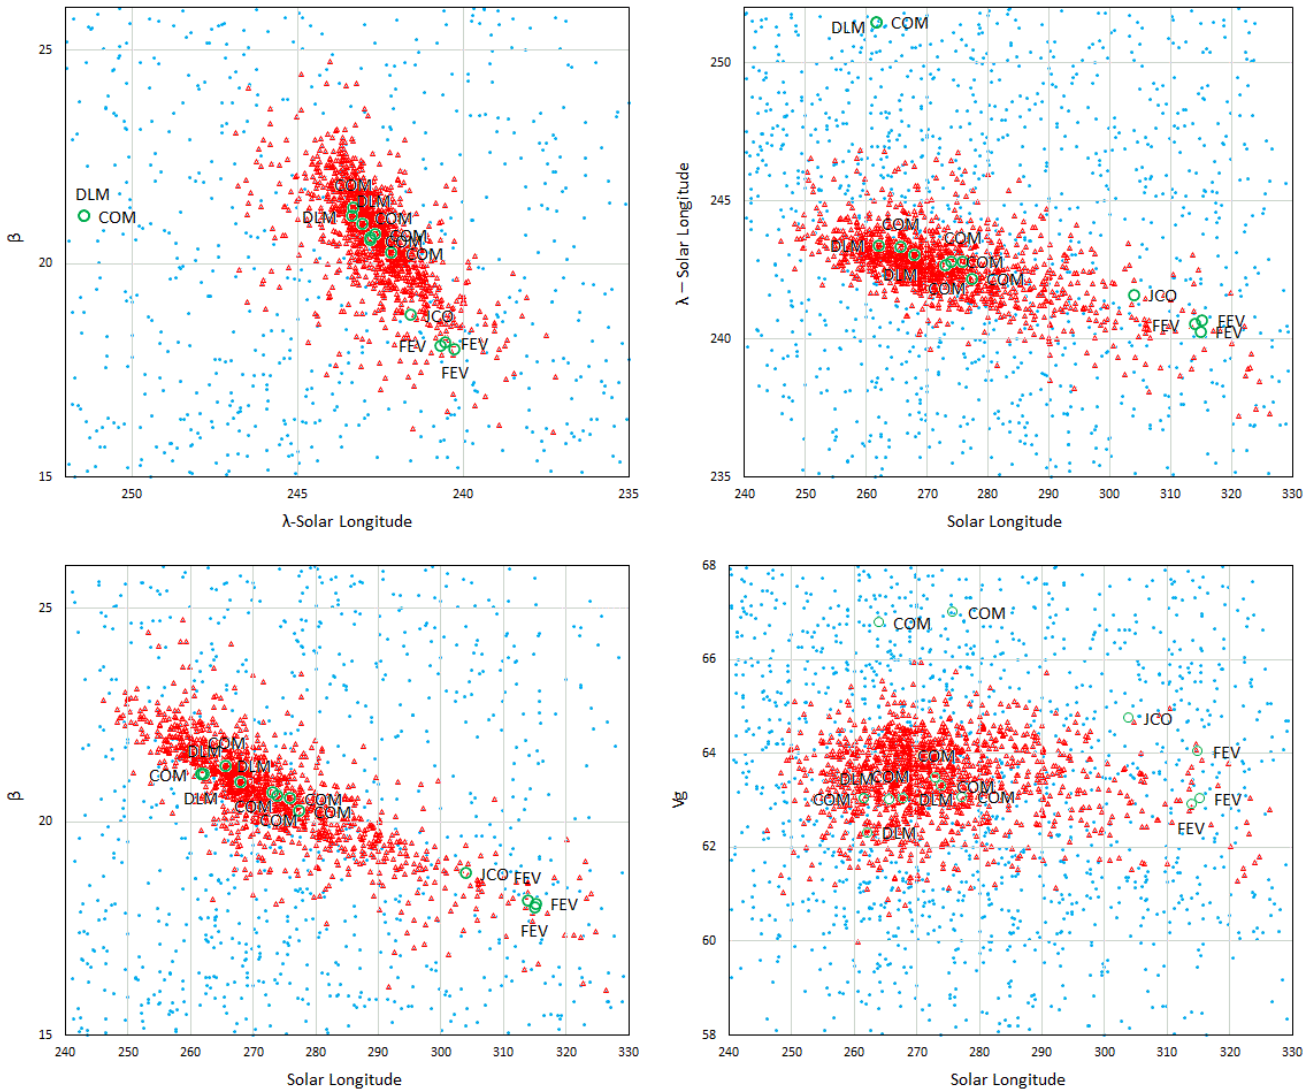 25
20
15
β
DLM
COM
COM
DLM
DLM
COM
COM
COM
COM
JCO
FEV
FEV
FEV
250
245
240
235
λ-Solar Longitude
250
245
240
235
λ – Solar Longitude
DLM
COM
COM
DLM
COM
DLM
COM
COM
COM
JCO
FEV
FEV
FEV
240
250
260
270
280
290
300
310
320
330
Solar Longitude
25
20
15
β
COM
DLM
COM
DLM
DLM
COM
COM
COM
COM
JCO
FEV
FEV
FEV
240
250
260
270
280
290
300
310
320
330
Solar Longitude
68
66
64
62
60
58
Vg
COM
COM
JCO
FEV
COM
DLM
COM
COM
COM
DLM
COM
FEV
FEV
DLM
240
250
260
270
280
290
300
310
320
330
Solar Longitude